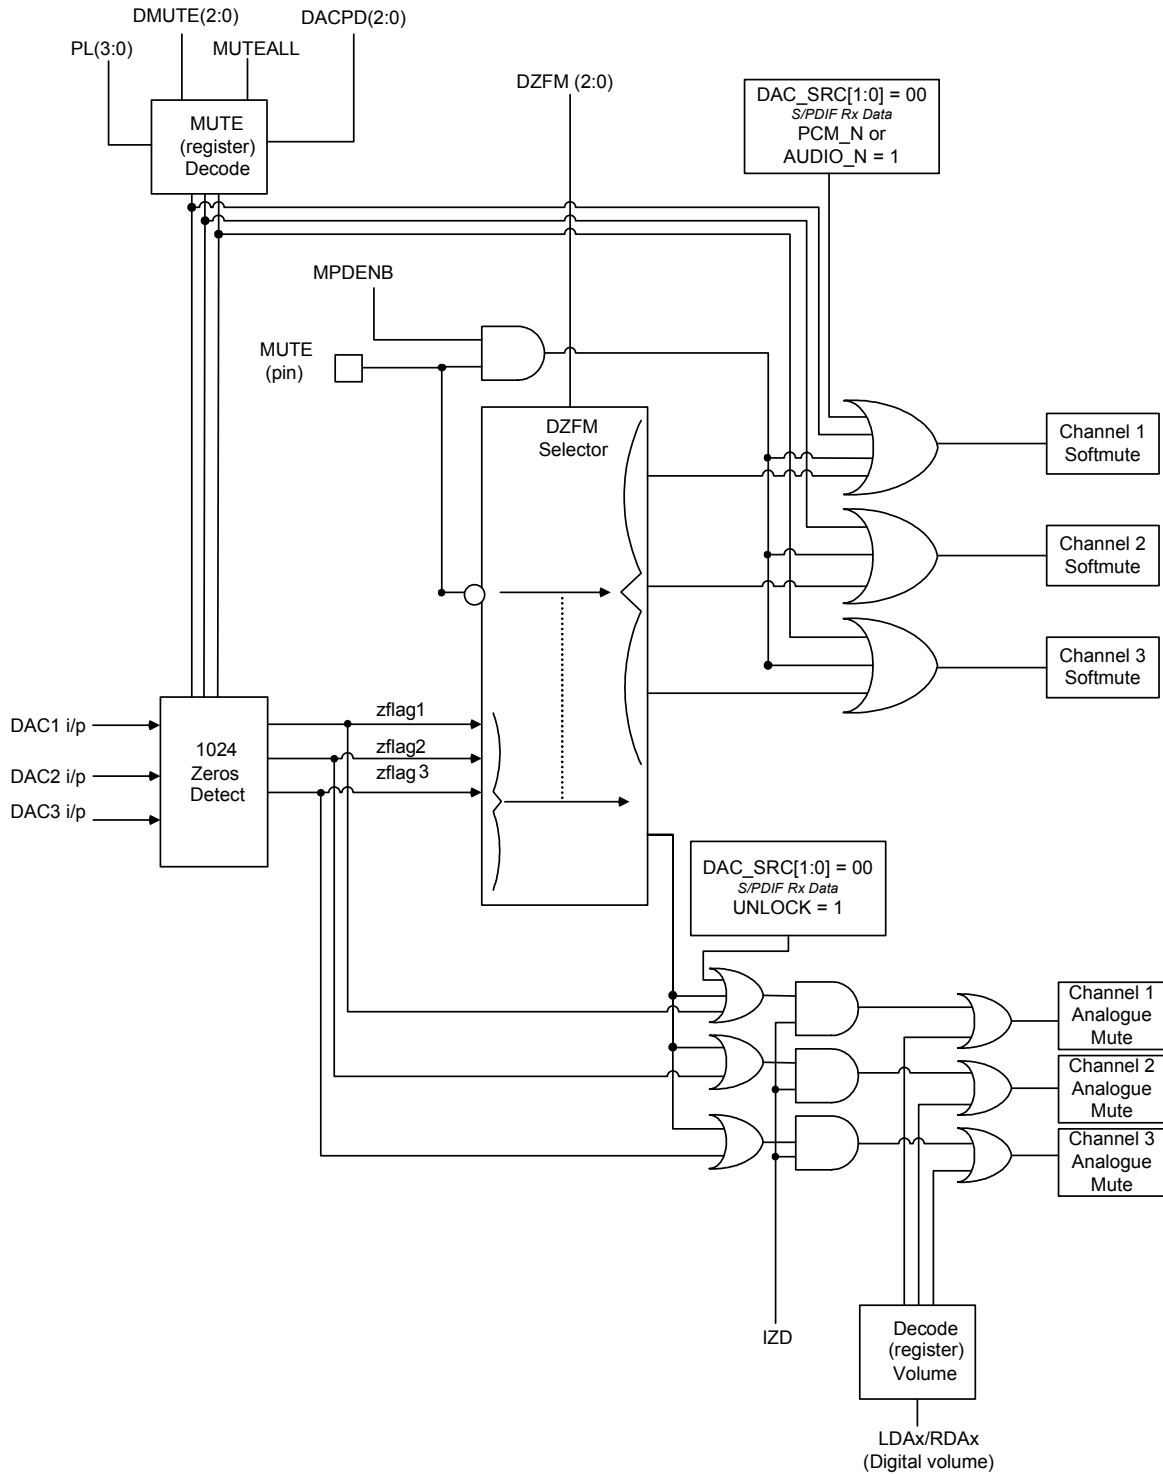 DMUTE(2:0)
DACPD(2:0)
PL(3:0)
MUTEALL
DZFM (2:0)
MUTE
(register)
Decode
DAC_SRC[1:0] = 00
S/PDIF Rx Data
PCM_N or
AUDIO_N = 1
MPDENB
MUTE
(pin)
DZFM
Selector
Channel 1
Softmute
Channel 2
Softmute
Channel 3
Softmute
DAC1 i/p
DAC2 i/p
DAC3 i/p
1024
Zeros
Detect
zflag1
zflag2
zflag 3
DAC_SRC[1:0] = 00
S/PDIF Rx Data
UNLOCK = 1
Channel 1
Analogue
Mute
Channel 2
Analogue
Mute
Channel 3
Analogue
Mute
IZD
Decode
(register)
Volume
LDAx/RDAx
(Digital volume)